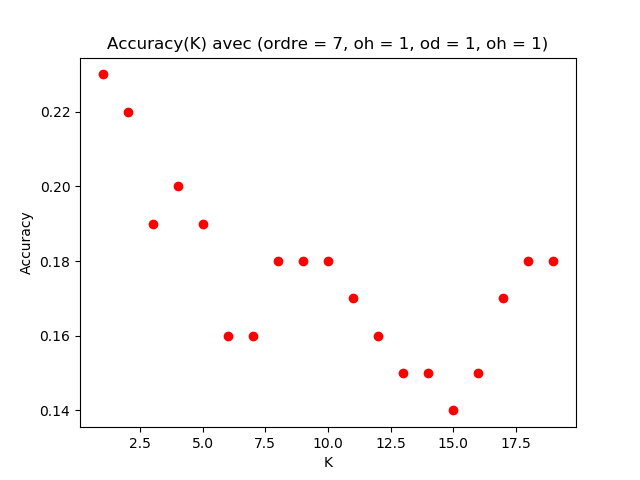 Accuracy(K) avec (ordre = 7, oh = 1, od = 1, oh = 1)
Accuracy
0.22
0.20
0.18
0.16
0.14
2.5 5.0 7.5 10.0 12.5 15.0 17.5
K